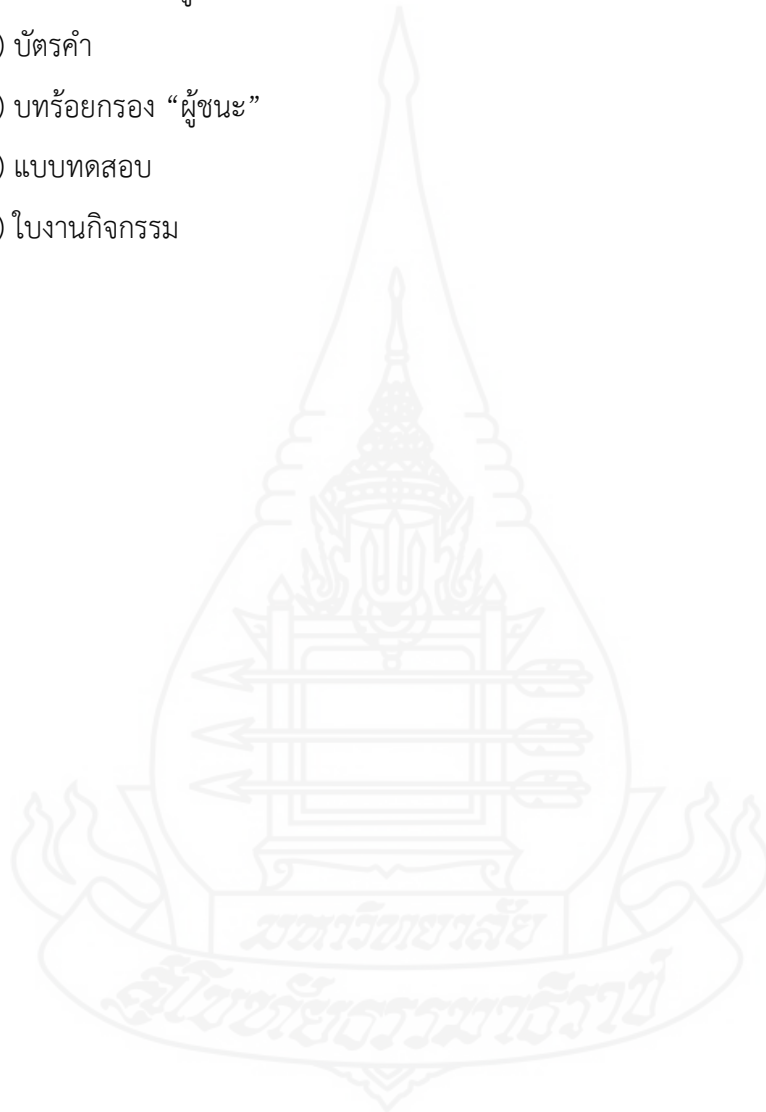 ) บัตรคำ
) บทร้อยกรอง “ผู้ชนะ”
) แบบทดสอบ
) ใบงานกิจกรรม
มหาวิทยาลัย
สุโขทัยธรรมาธิราช